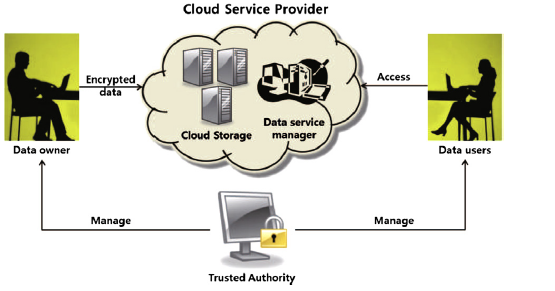 Cloud Service Provider
Encrypted
data
Access
Cloud Storage
Data service
manager
Data owner
Data users
Manage
Manage
Trusted Authority